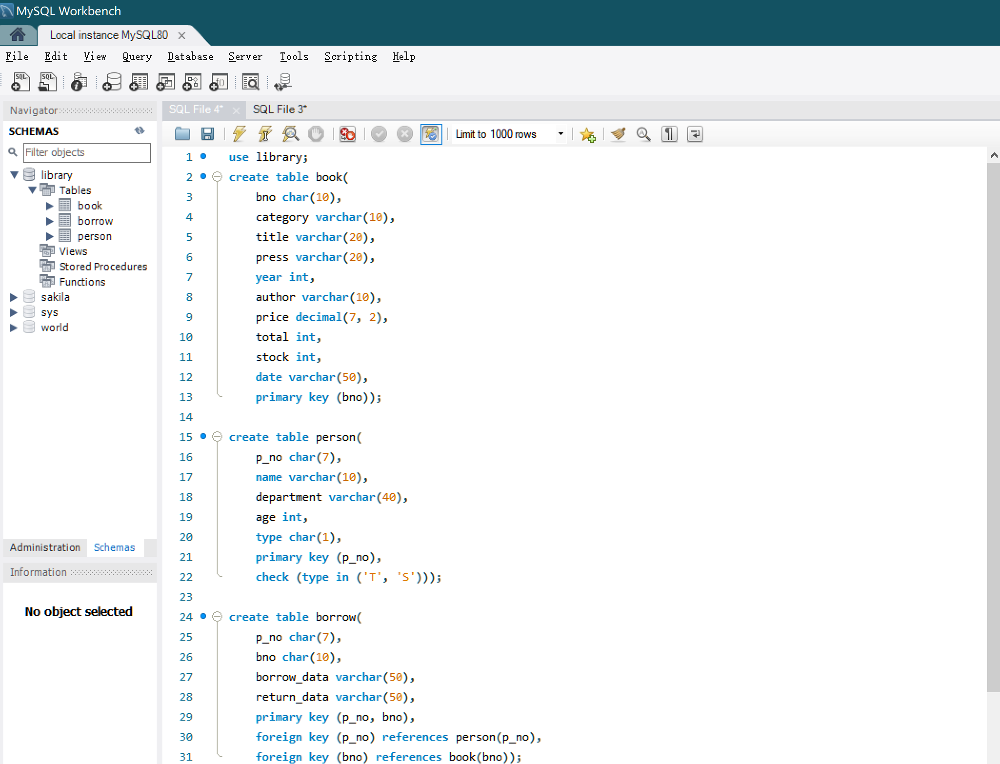 MySQL Workbench
Local instance MySQL80
File Edit View Query Database Server Tools Scripting Help
Navigator
SCHEMAS
Filter objects
library
Tables
book
borrow
person
Views
Stored Procedures
Functions
sakila
sys
world
Administration Schemas
Information
No object selected
SQL File 4* SQL File 3*
Limit to 1000 rows
1 use library;
2 create table book(
3 bno char(10),
4 category varchar(10),
5 title varchar(20),
6 press varchar(20),
7 year int,
8 author varchar(10),
9 price decimal(7, 2),
10 total int,
11 stock int,
12 date varchar(50),
13 primary key (bno));
14
15 create table person(
16 p_no char(7),
17 name varchar(10),
18 department varchar(40),
19 age int,
20 type char(1),
21 primary key (p_no),
22 check (type in ('T', 'S')));
23
24 create table borrow(
25 p_no char(7),
26 bno char(10),
27 borrow_data varchar(50),
28 return_data varchar(50),
29 primary key (p_no, bno),
30 foreign key (p_no) references person(p_no),
31 foreign key (bno) references book(bno));